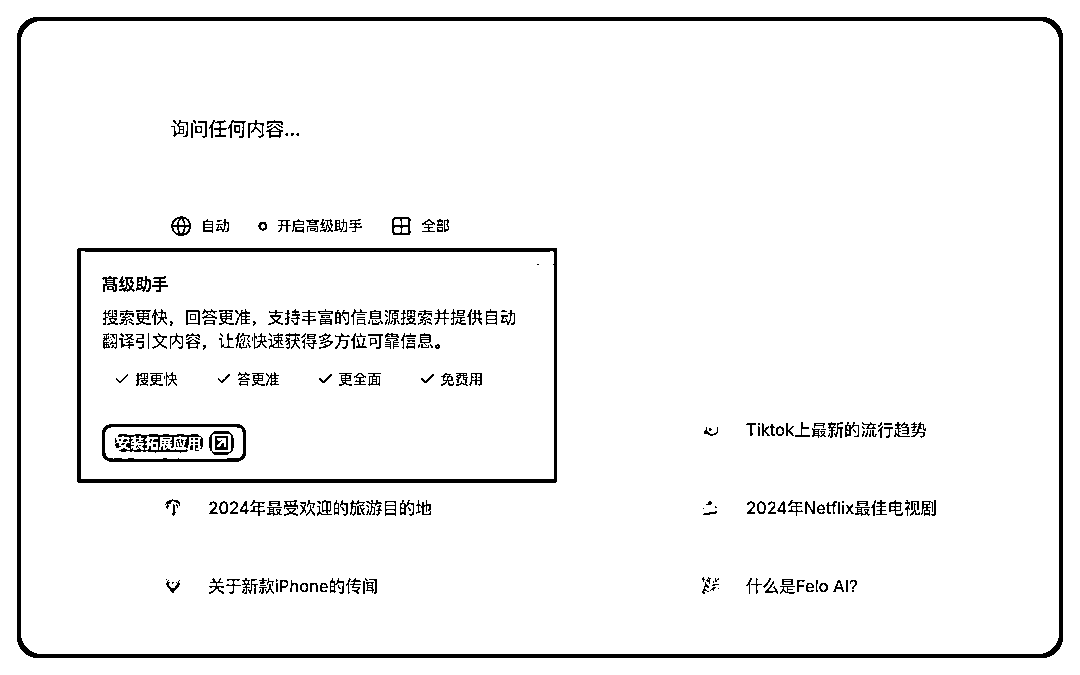 询问任何内容...
自动 开启高级助手 全部
高级助手
搜索更快，回答更准，支持丰富的信息源搜索并提供自动
翻译引文内容，让您快速获得多方位可靠信息。
搜更快 答更准 更全面 免费用
安装拓展应用
Tiktok上最新的流行趋势
2024年最受欢迎的旅游目的地
2024年Netflix最佳电视剧
关于新款iPhone的传闻
什么是Felo AI?